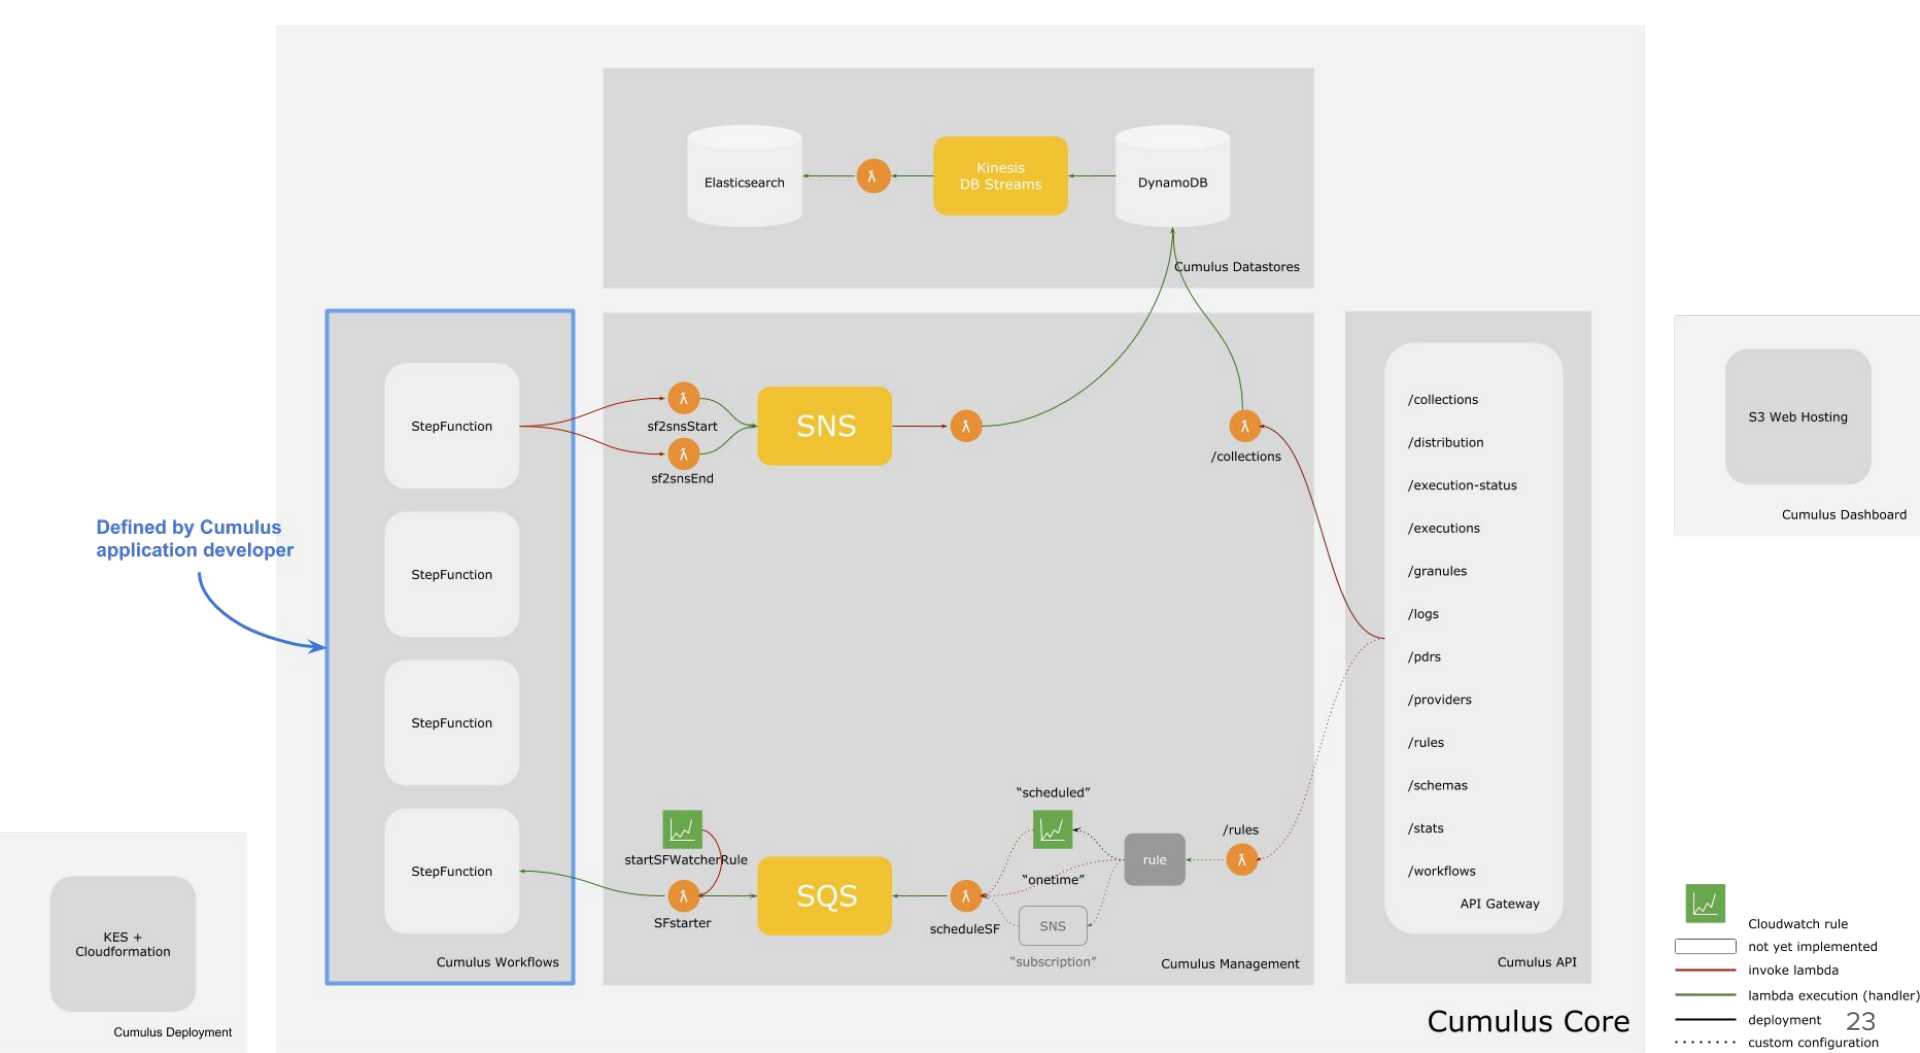 Elasticsearch
λ
Kinesis
DB Streams
DynamoDB
Cumulus Datastores
StepFunction
StepFunction
StepFunction
StepFunction
Cumulus Workflows
Defined by Cumulus
application developer
λ
sf2snsStart
λ
sf2snsEnd
SNS
λ
λ
/collections
startSFWatcherRule
λ
SFstarter
SQS
λ
scheduleSF
“scheduled”
“onetime”
SNS
“subscription”
rule
/rules
λ
Cumulus Management
/collections
/distribution
/execution-status
/executions
/granules
/logs
/pdrs
/providers
/rules
/schemas
/stats
/workflows
API Gateway
Cumulus API
Cumulus Core
S3 Web Hosting
Cumulus Dashboard
KES +
Cloudformation
Cumulus Deployment
Cloudwatch rule
not yet implemented
invoke lambda
lambda execution (handler)
deployment
custom configuration
23